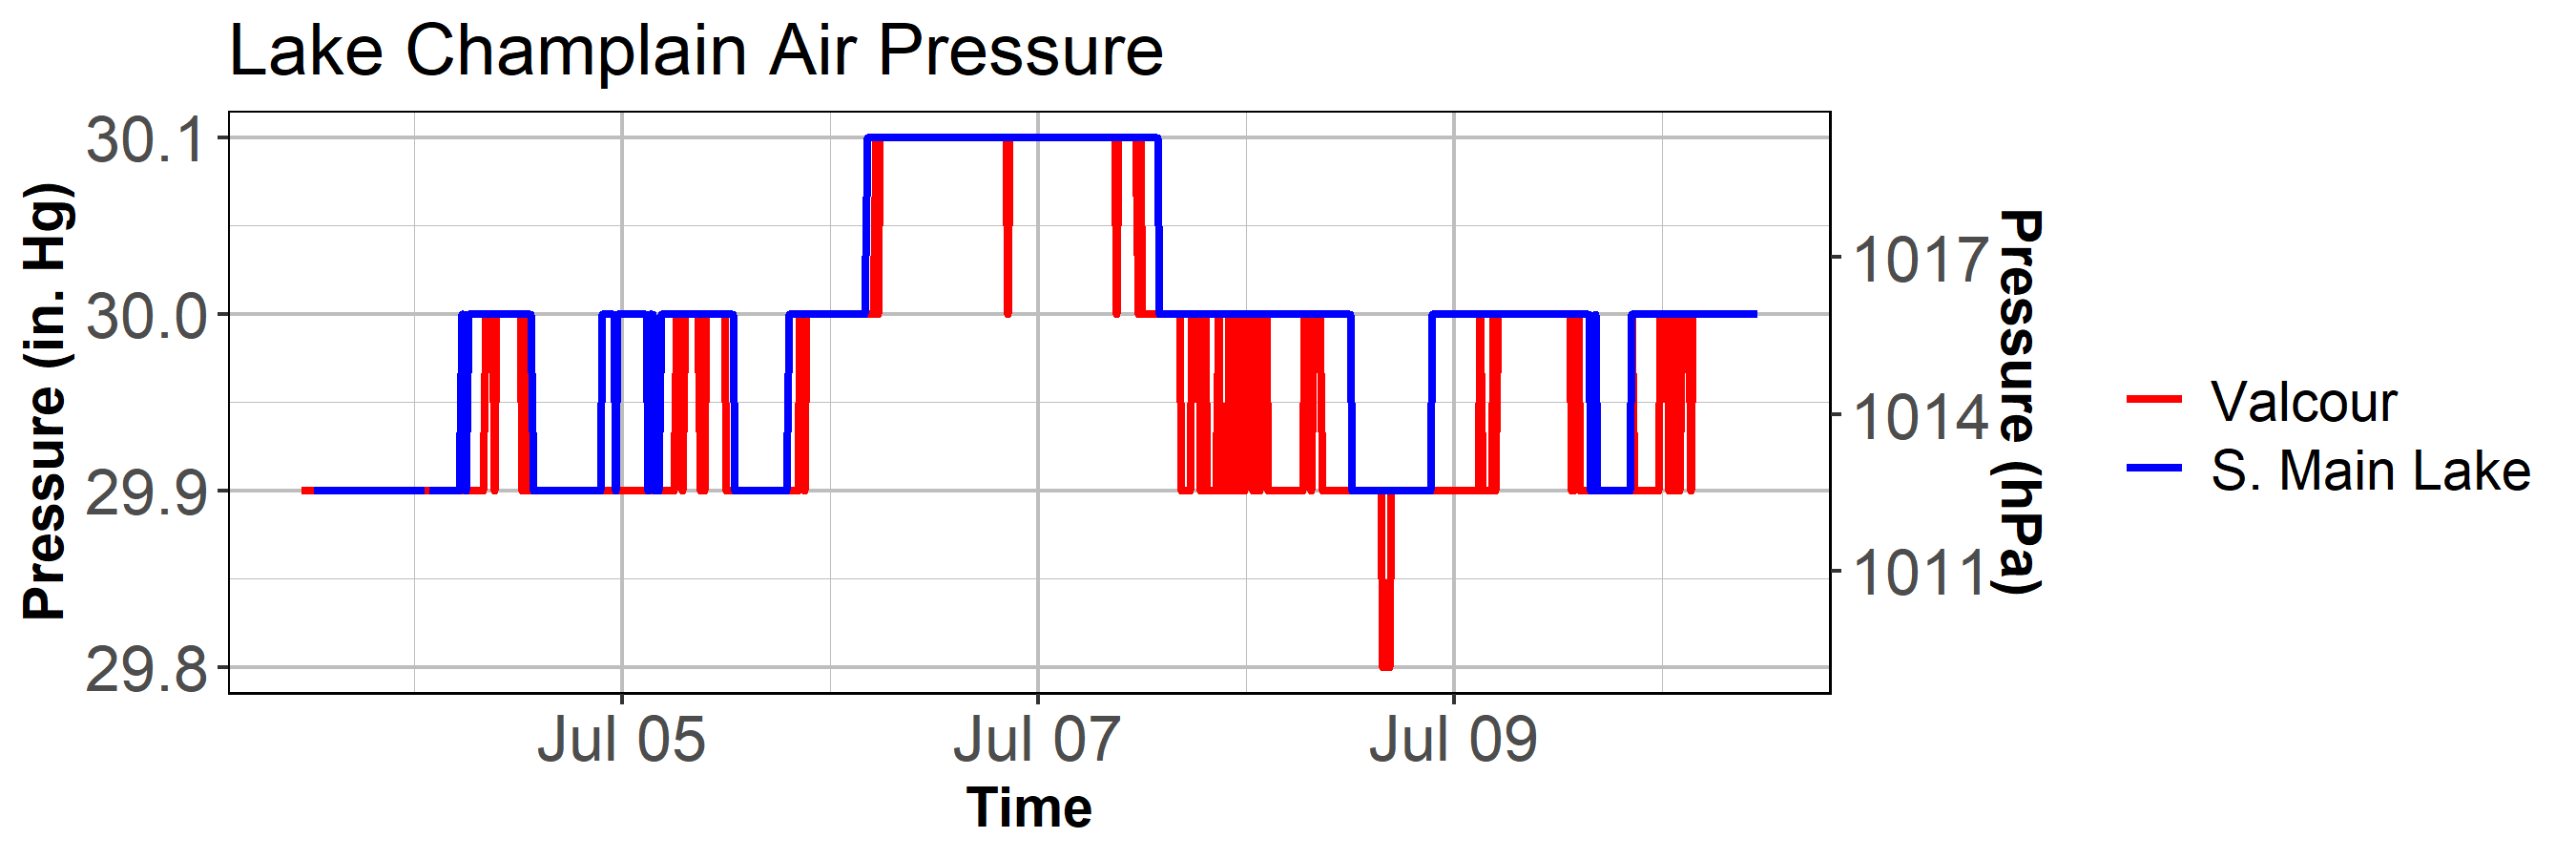 Lake Champlain Air Pressure
Pressure (in. Hg)
30.1
30.0
29.9
29.8
Jul 05
Jul 07
Jul 09
Time
1017
1014
1011
Pressure (hPa)
Valcour
S. Main Lake